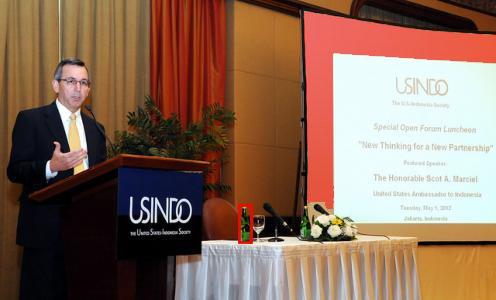 USINDO
The U.S-Indonesia Society
Special Open Forum Luncheon
"New Thinking for a New Partnership"
Featured Speaker:
The Honorable Scot A. Marciel
United States Ambassador to Indonesia
Tuesday, May 1, 2012
Jakarta, Indonesia
USINDO
THE UNITED STATES INDONESIA SOCIETY